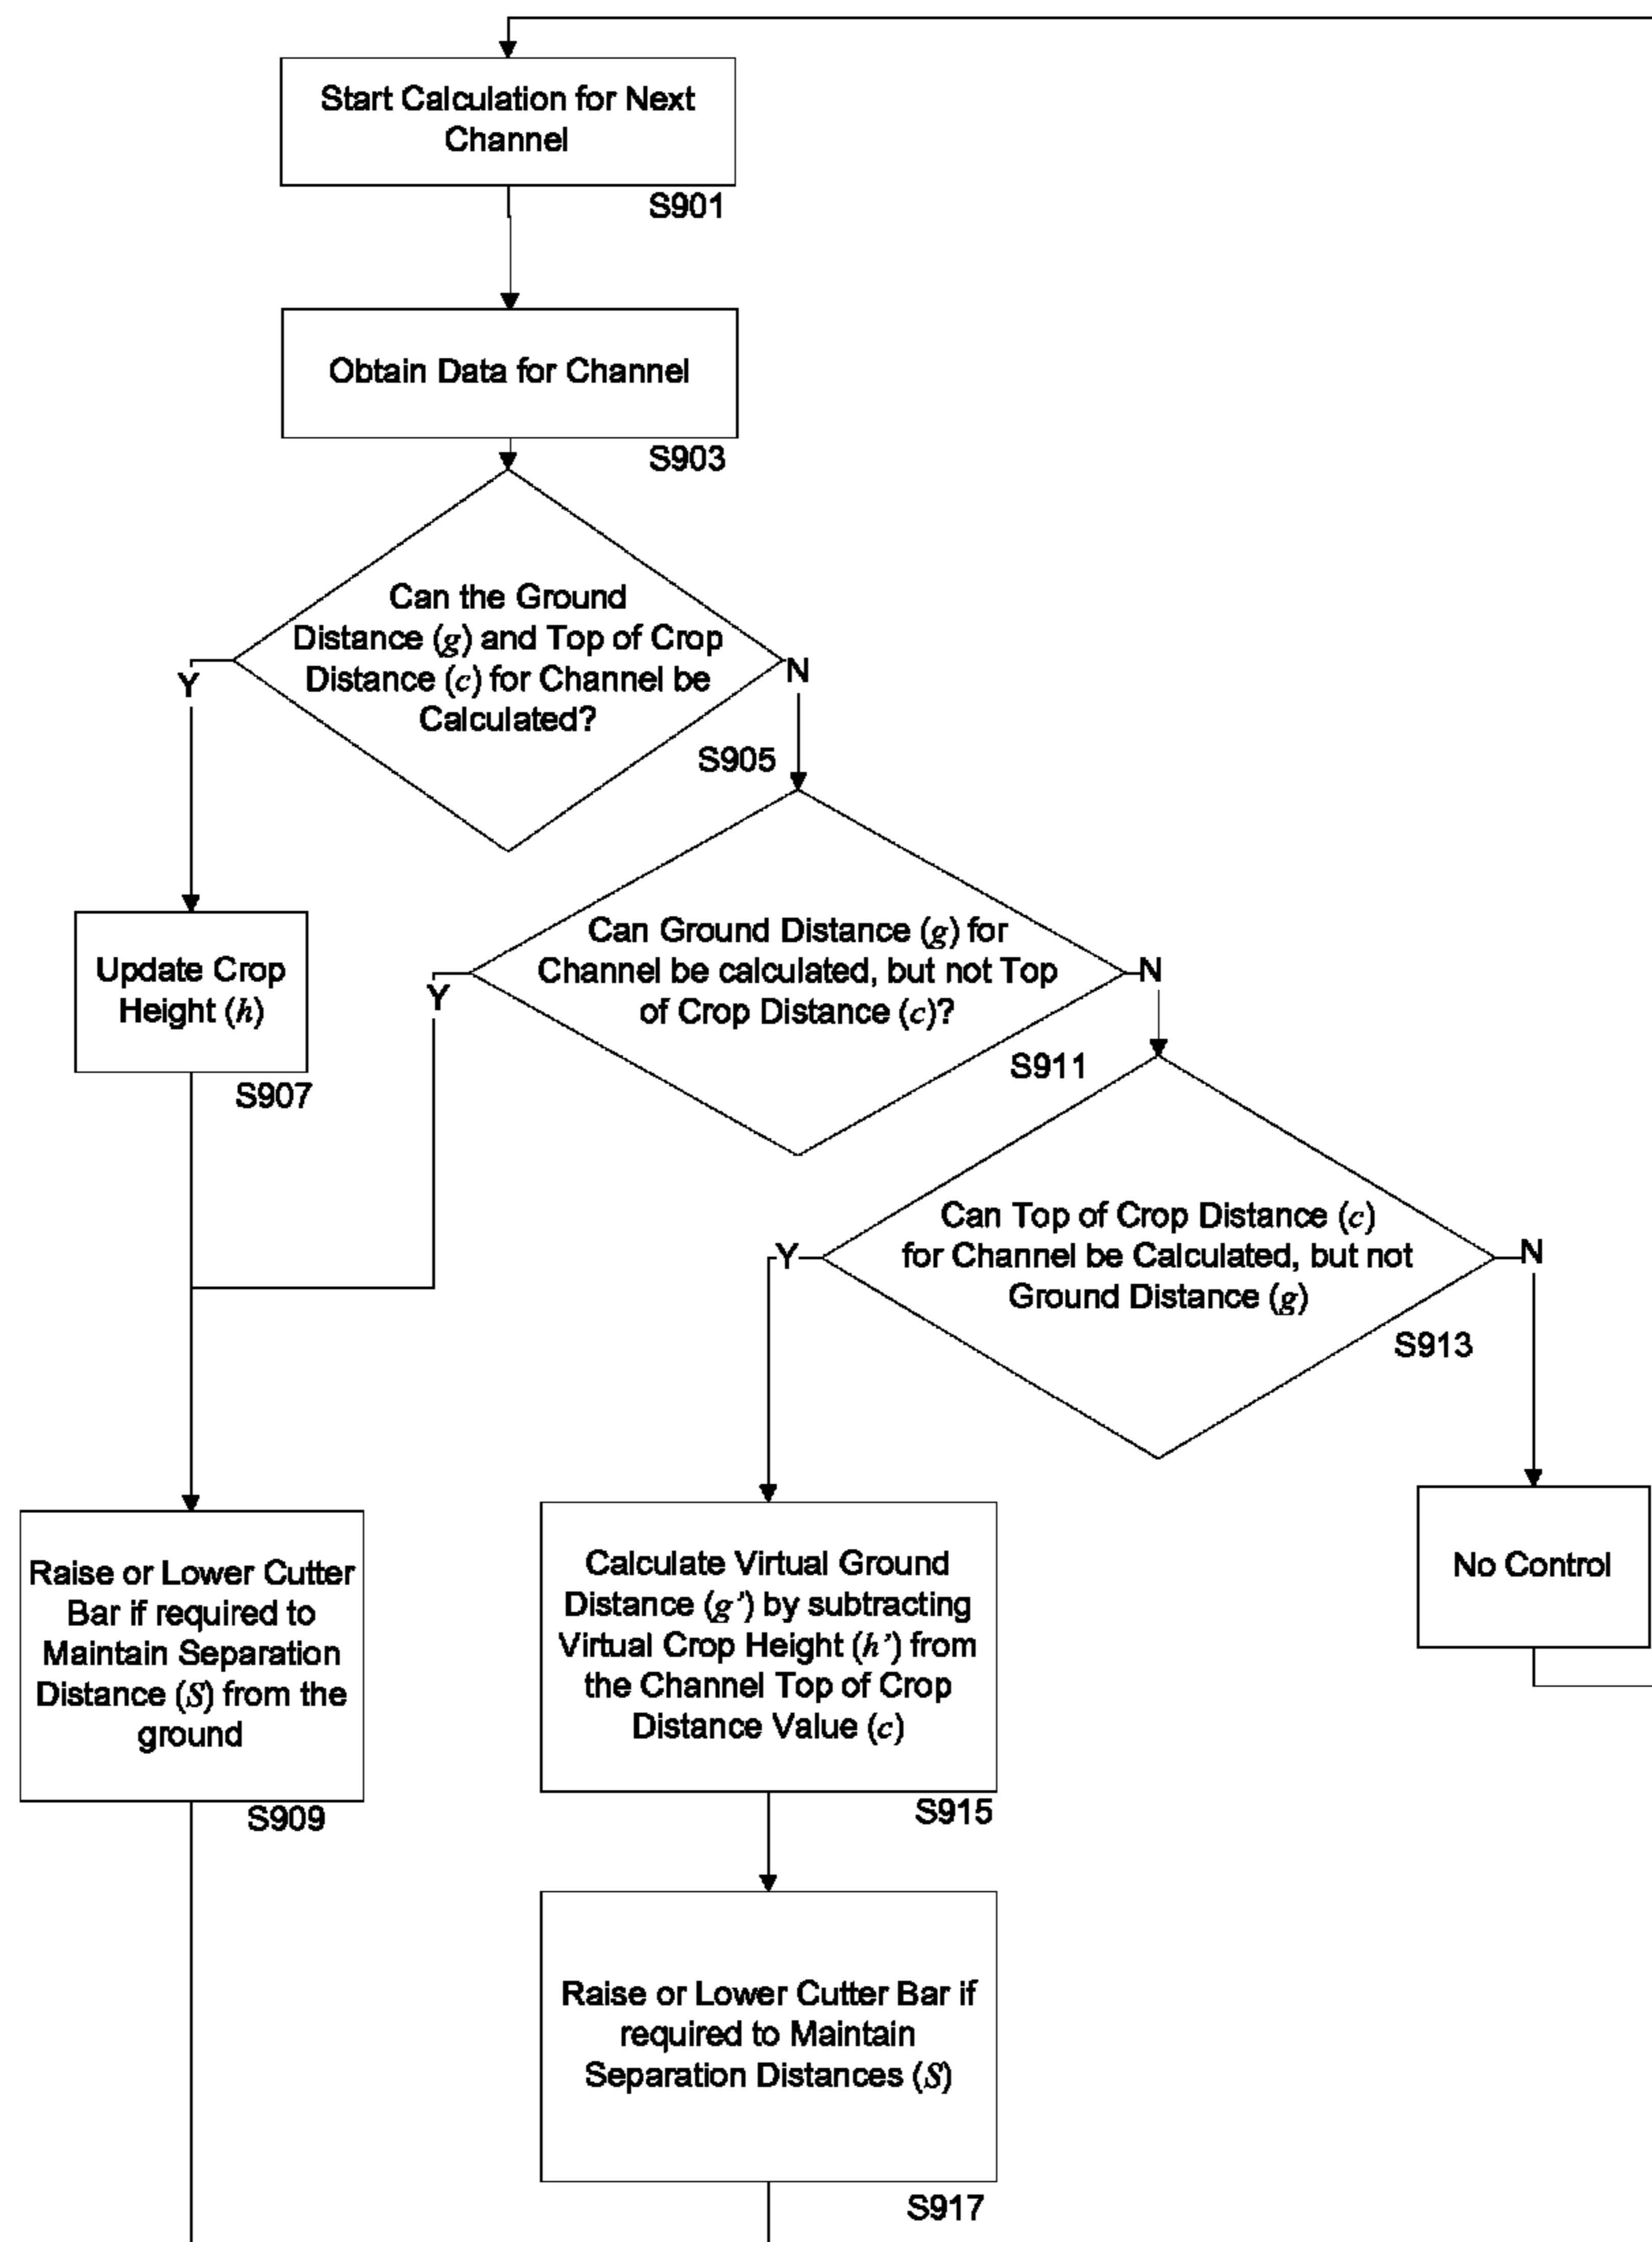 Start Calculation for Next
Channel
S901
Obtain Data for Channel
S903
Can the Ground
Distance (g) and Top of Crop
Distance (c) for Channel be
Calculated?
Y
N
S905
Update Crop
Height (h)
S907
Can Ground Distance (g) for
Channel be calculated, but not Top
of Crop Distance (c)?
Y
N
S911
Can Top of Crop Distance (c)
for Channel be Calculated, but not
Ground Distance (g)
Y
N
S913
Raise or Lower Cutter
Bar if required to
Maintain Separation
Distance (S) from the
ground
S909
Calculate Virtual Ground
Distance (g’) by subtracting
Virtual Crop Height (h’) from
the Channel Top of Crop
Distance Value (c)
S915
No Control
Raise or Lower Cutter Bar if
required to Maintain
Separation Distances (S)
S917